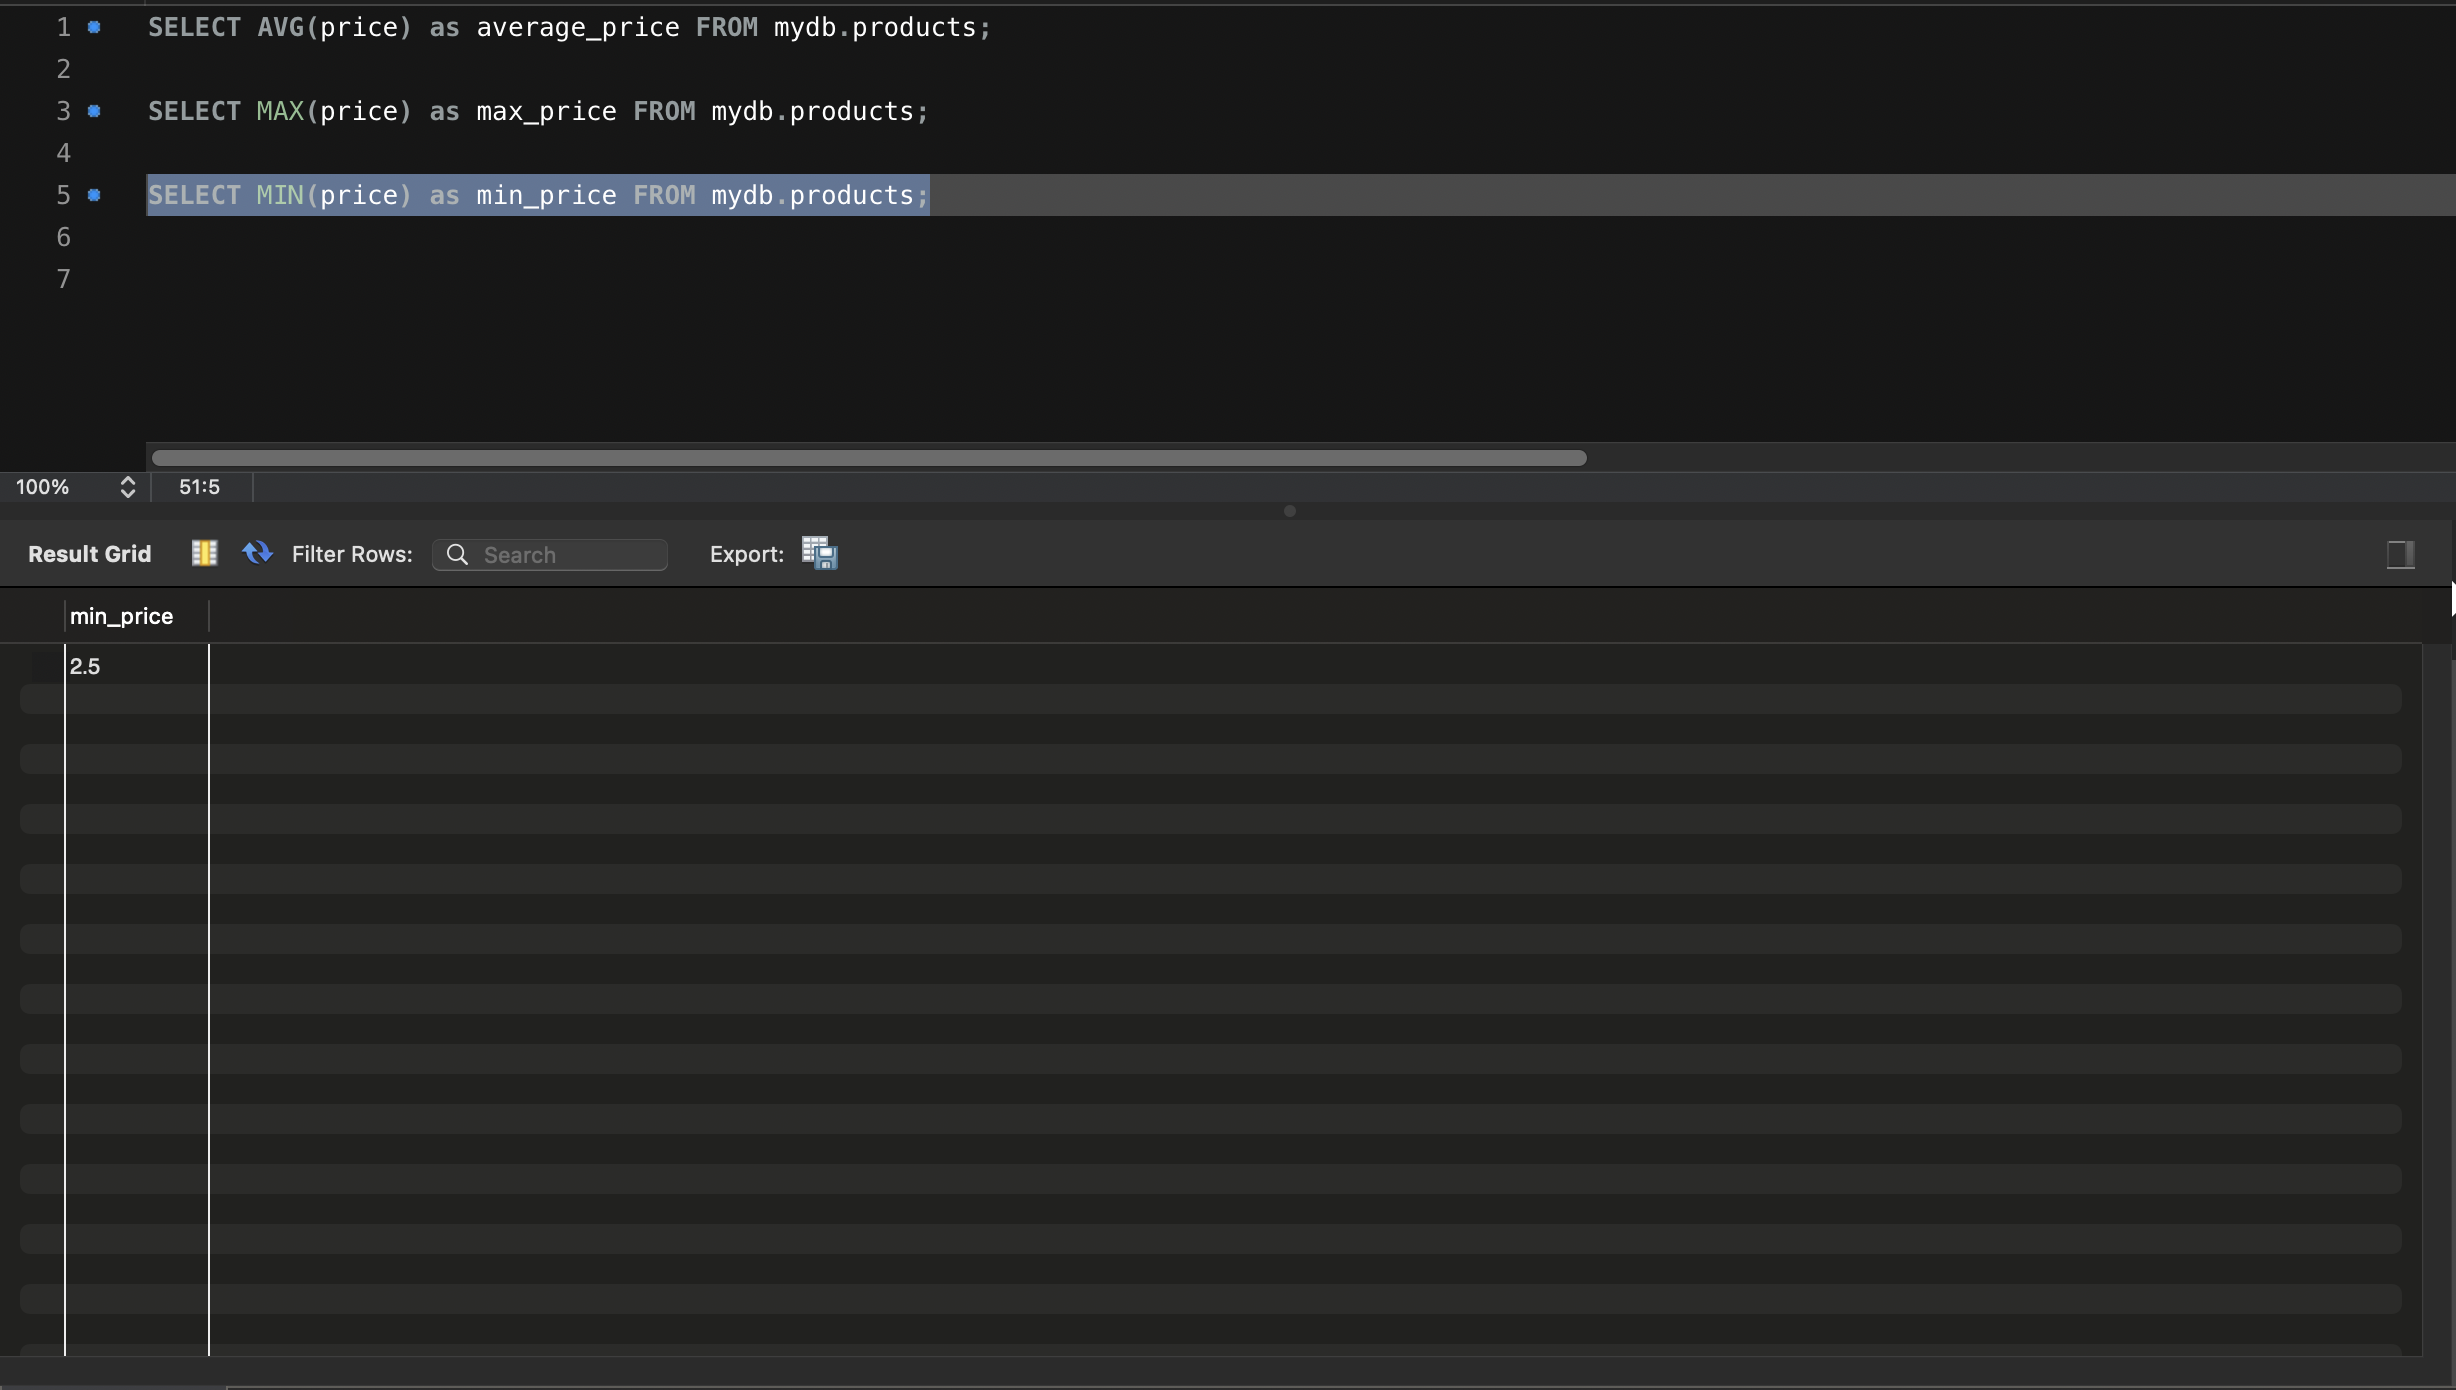 1 SELECT AVG(price) as average_price FROM mydb.products;
2
3 SELECT MAX(price) as max_price FROM mydb.products;
4
5 SELECT MIN(price) as min_price FROM mydb.products;
6
7
100% 51:5
Result Grid Filter Rows: Search Export:
min_price
2.5